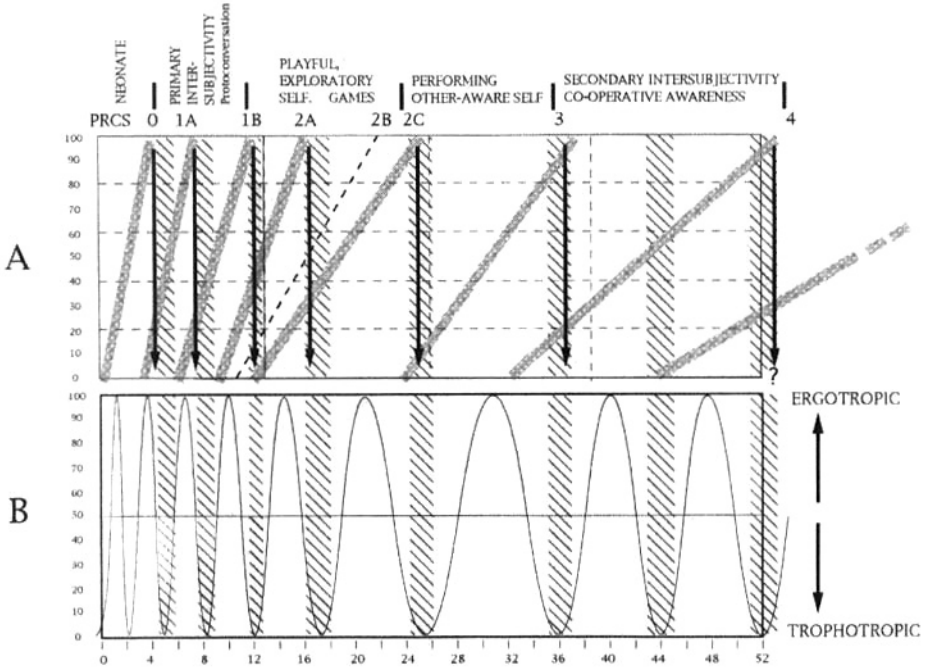 NEONATE
PRIMARY
INTER-
SUBJECTIVITY
Protoconversation
PLAYFUL,
EXPLORATORY
SELF. GAMES
PERFORMING
OTHER-AWARE SELF
SECONDARY INTERSUBJECTIVITY
CO-OPERATIVE AWARENESS
PRCS 0 1A 1B 2A 2B 2C 3 4
A
100
90
80
70
60
50
40
30
20
10
0
?
B
100
90
80
70
60
50
40
30
20
10
0
ERGOTROPIC
TROPHOTROPIC
0 4 8 12 16 20 24 28 32 36 40 44 48 52